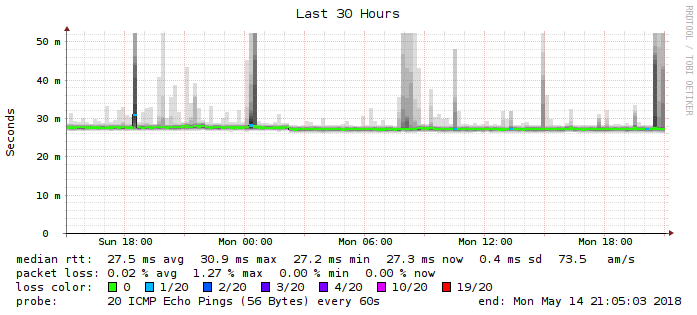 Last 30 Hours
RRDTOOL / TOBI OETIKER
Seconds
50 m
40 m
30 m
20 m
10 m
0
Sun 18:00 Mon 00:00 Mon 06:00 Mon 12:00 Mon 18:00
median rtt: 27.5 ms avg 30.9 ms max 27.2 ms min 27.3 ms now 0.4 ms sd 73.5 am/s
packet loss: 0.02 % avg 1.27 % max 0.00 % min 0.00 % now
loss color: 0 1/20 2/20 3/20 4/20 10/20 19/20
probe: 20 ICMP Echo Pings (56 Bytes) every 60s end: Mon May 14 21:05:03 2018